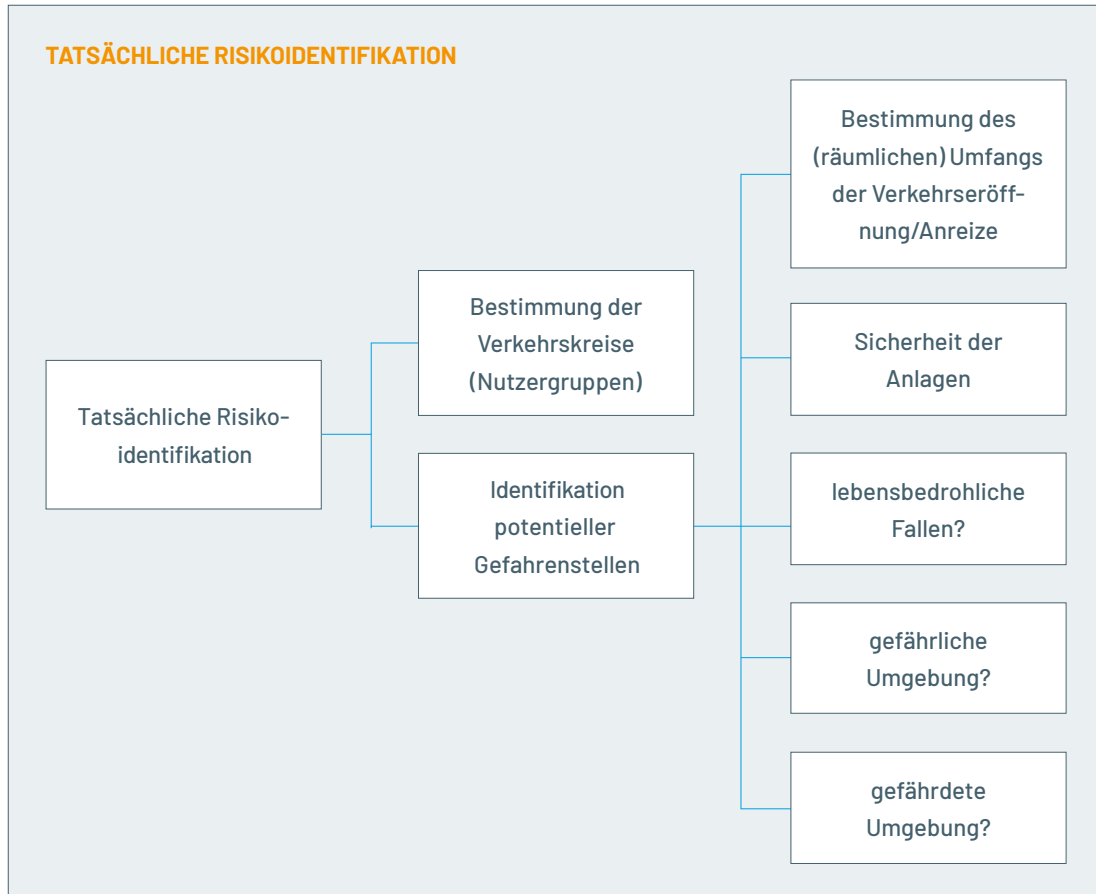 TATSÄCHLICHE RISIKOIDENTIFIKATION
Tatsächliche Risiko-
identifikation
Bestimmung der
Verkehrskreise
(Nutzergruppen)
Identifikation
potentieller
Gefahrenstellen
Bestimmung des
(räumlichen) Umfangs
der Verkehrseröff-
nung/Anreize
Sicherheit der
Anlagen
lebensbedrohliche
Fallen?
gefährliche
Umgebung?
gefährdete
Umgebung?